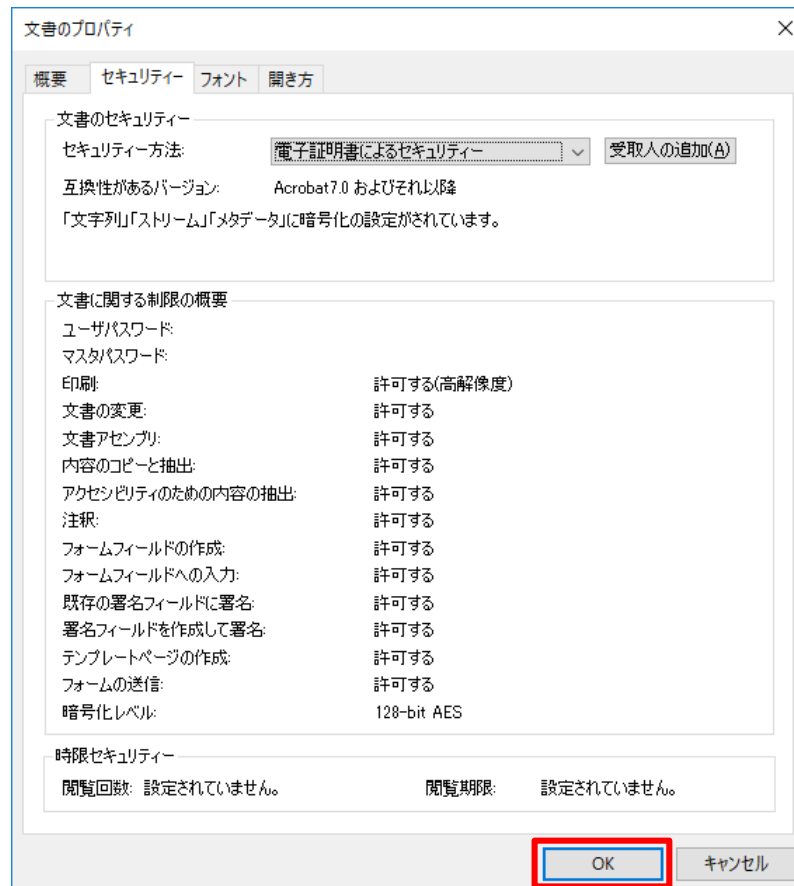 文書のプロパティ
概要 セキュリティー フォント 開き方
文書のセキュリティー
セキュリティー方法: 電子証明書によるセキュリティー 受取人の追加(A)
互換性があるバージョン: Acrobat7.0 およびそれ以降
「文字列」「ストリーム」「メタデータ」に暗号化の設定がされています。
文書に関する制限の概要
ユーザパスワード:
マスタパスワード:
印刷: 許可する(高解像度)
文書の変更: 許可する
文書アセンブリ: 許可する
内容のコピーと抽出: 許可する
アクセシビリティのための内容の抽出: 許可する
注釈: 許可する
フォームフィールドの作成: 許可する
フォームフィールドへの入力: 許可する
既存の署名フィールドに署名: 許可する
署名フィールドを作成して署名: 許可する
テンプレートページの作成: 許可する
フォームの送信: 許可する
暗号化レベル: 128-bit AES
時限セキュリティー
閲覧回数: 設定されていません。 閲覧期限: 設定されていません。
OK キャンセル